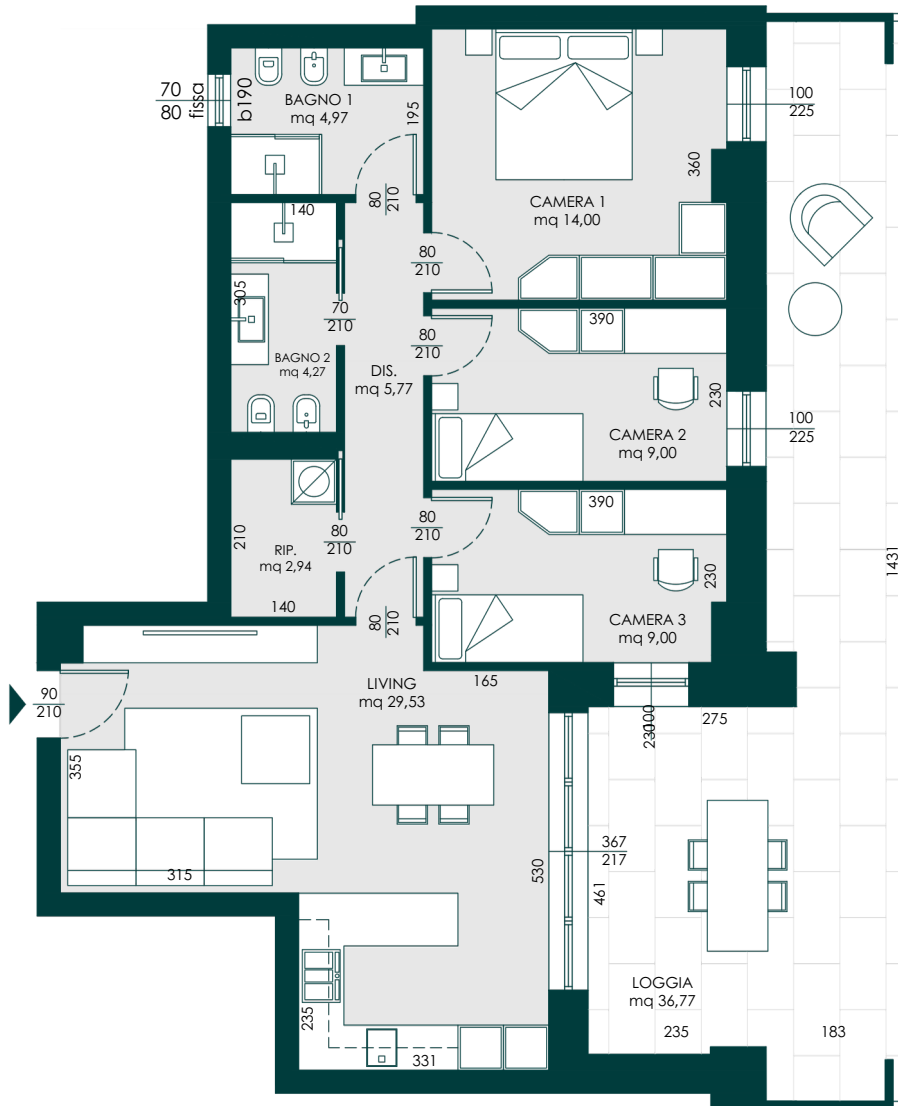 70
80
fissa
b190
BAGNO 1
mq 4,97
195
80
210
140
CAMERA 1
mq 14,00
360
100
225
80
210
305
70
210
BAGNO 2
mq 4,27
DIS.
mq 5,77
80
210
390
230
CAMERA 2
mq 9,00
100
225
210
RIP.
mq 2,94
140
80
210
80
210
390
230
CAMERA 3
mq 9,00
1431
80
210
90
210
LIVING
mq 29,53
165
100
230
275
355
315
530
367
217
461
235
331
LOGGIA
mq 36,77
235
183